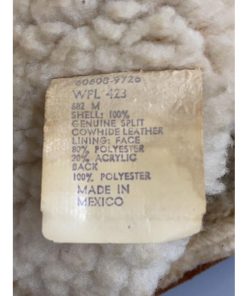 60608-9726
WPL 423
882 M
SHELL: 100%
GENUINE SPLIT
COWHIDE LEATHER
LINING: FACE
80% POLYESTER
20% ACRYLIC
BACK
100% POLYESTER
MADE IN
MEXICO